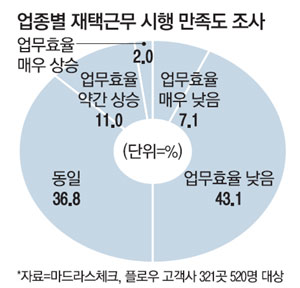 업종별 재택근무 시행 만족도 조사
업무효율
매우 상승
2.0
업무효율
약간 상승
11.0
업무효율
매우 낮음
7.1
(단위=%)
동일
36.8
업무효율 낮음
43.1
*자료=마드라스체크, 플로우 고객사 321곳 520명 대상